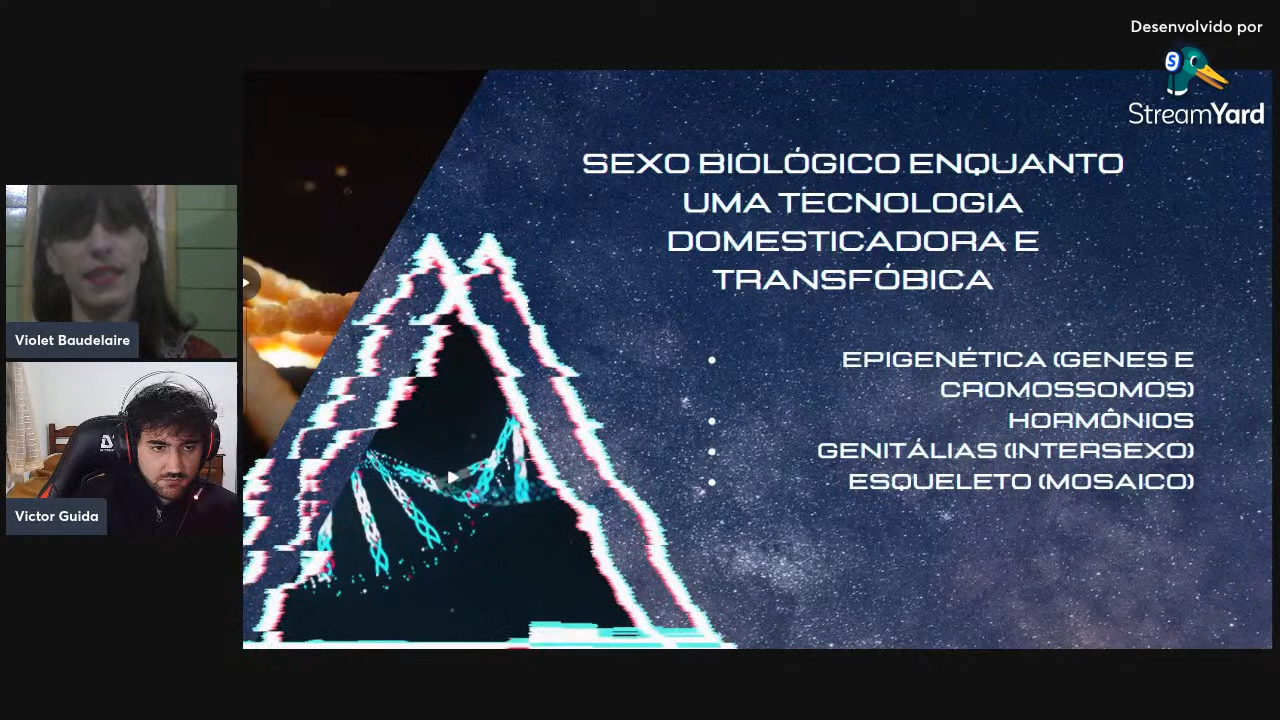 Desenvolvido por
StreamYard
SEXO BIOLÓGICO ENQUANTO
UMA TECNOLOGIA
DOMESTICADORA E
TRANSFÓBICA
• EPIGENÉTICA (GENES E
CROMOSSOMOS)
• HORMÔNIOS
• GENITÁLIAS (INTERSEXO)
• ESQUELETO (MOSAICO)
Violet Baudelaire
Victor Guida